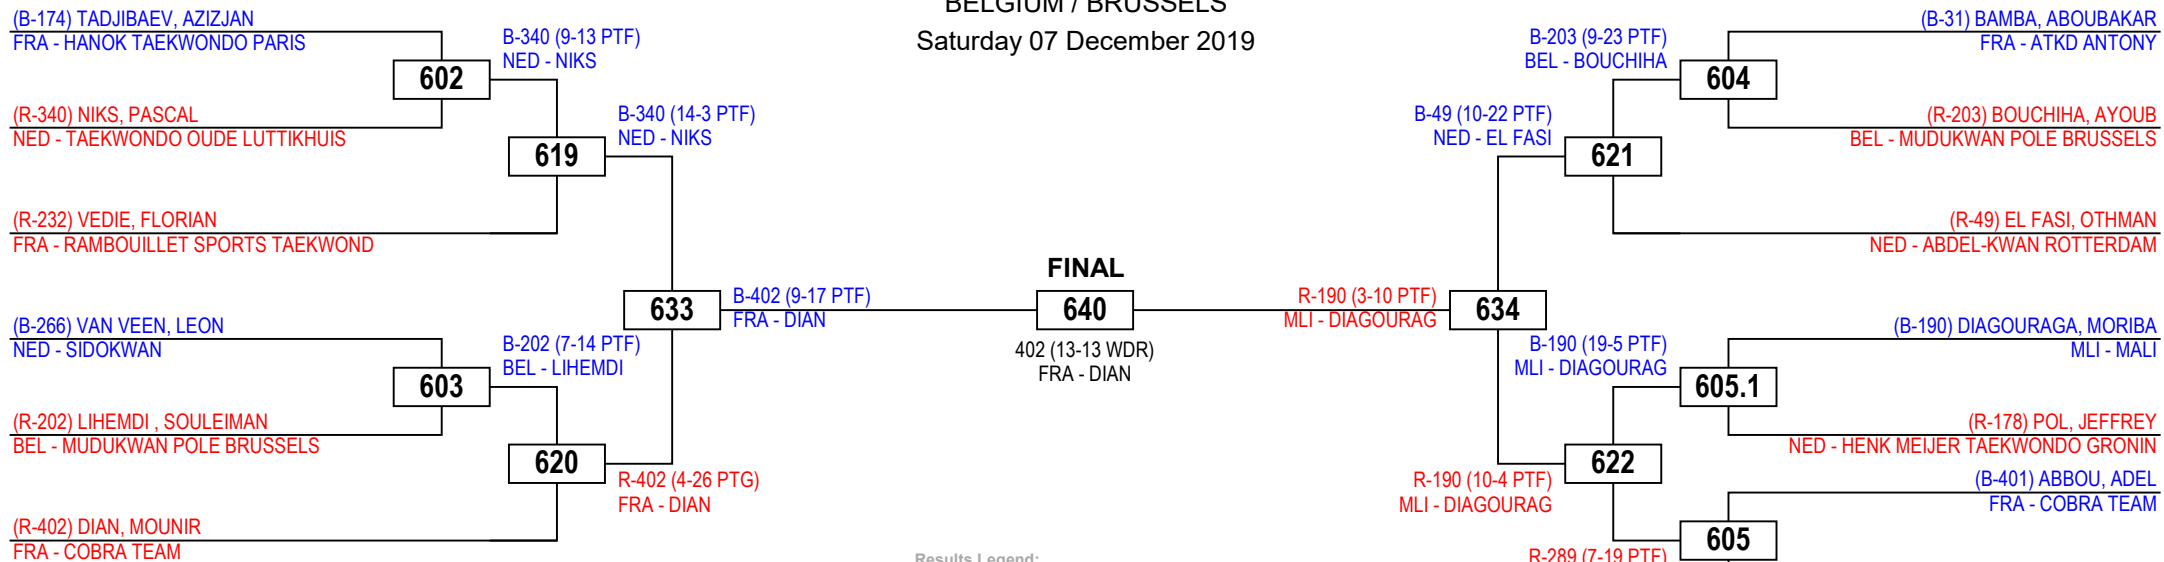 BELGIUM / BRUSSELS
Saturday 07 December 2019
(B-174) TADJIBAEV, AZIZJAN
FRA - HANOK TAEKWONDO PARIS
602
(R-340) NIKS, PASCAL
NED - TAEKWONDO OUDE LUTTIKHUIS
B-340 (9-13 PTF)
NED - NIKS
619
B-340 (14-3 PTF)
NED - NIKS
(R-232) VEDIE, FLORIAN
FRA - RAMBOUILLET SPORTS TAEKWOND
633
B-402 (9-17 PTF)
FRA - DIAN
(B-266) VAN VEEN, LEON
NED - SIDOKWAN
603
(R-202) LIHEMDI , SOULEIMAN
BEL - MUDUKWAN POLE BRUSSELS
B-202 (7-14 PTF)
BEL - LIHEMDI
620
R-402 (4-26 PTG)
FRA - DIAN
(R-402) DIAN, MOUNIR
FRA - COBRA TEAM
FINAL
640
402 (13-13 WDR)
FRA - DIAN
Results Legend:
(B-31) BAMBA, ABOUBAKAR
FRA - ATKD ANTONY
604
(R-203) BOUCHIHA, AYOUB
BEL - MUDUKWAN POLE BRUSSELS
B-203 (9-23 PTF)
BEL - BOUCHIHA
621
B-49 (10-22 PTF)
NED - EL FASI
(R-49) EL FASI, OTHMAN
NED - ABDEL-KWAN ROTTERDAM
634
R-190 (3-10 PTF)
MLI - DIAGOURAG
(B-190) DIAGOURAGA, MORIBA
MLI - MALI
605.1
(R-178) POL, JEFFREY
NED - HENK MEIJER TAEKWONDO GRONIN
B-190 (19-5 PTF)
MLI - DIAGOURAG
622
R-190 (10-4 PTF)
MLI - DIAGOURAG
(B-401) ABBOU, ADEL
FRA - COBRA TEAM
605
R-289 (7-19 PTF)